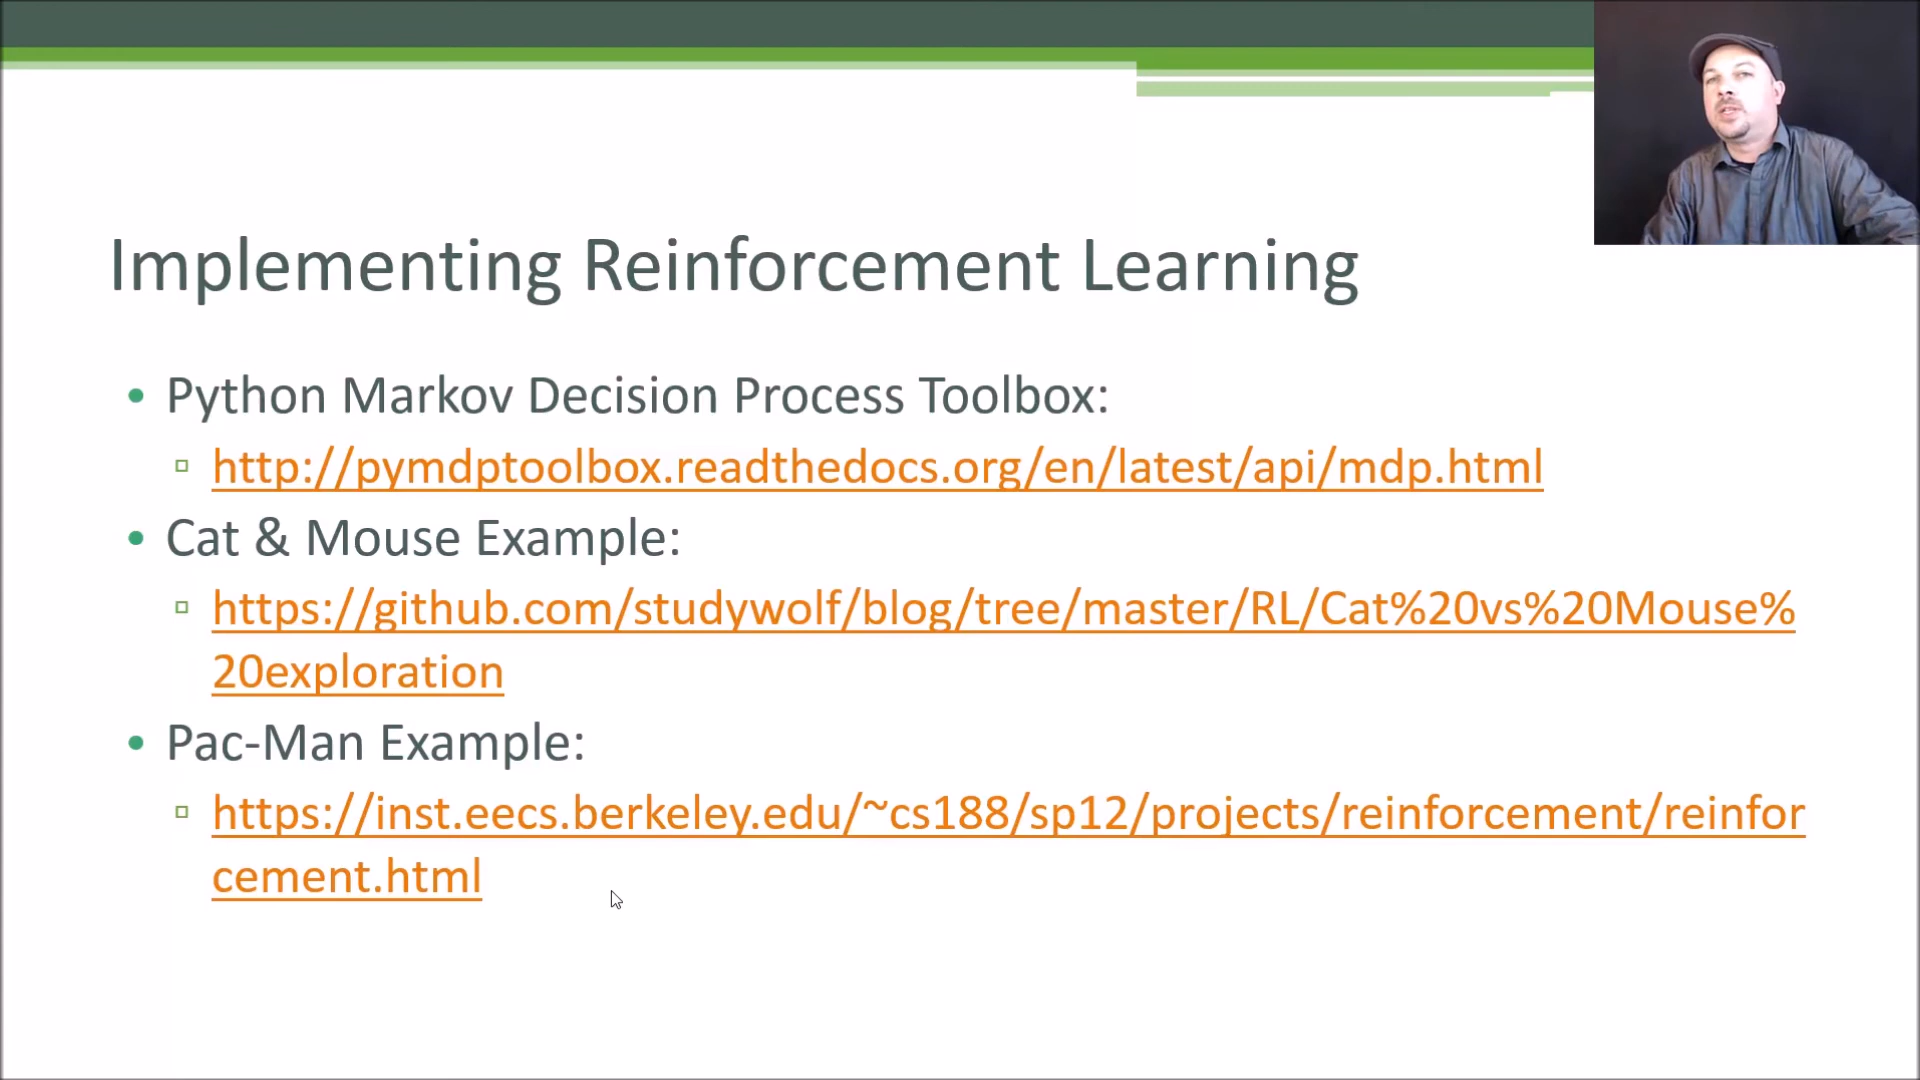 Implementing Reinforcement Learning
• Python Markov Decision Process Toolbox:
▫ http://pymdptoolbox.readthedocs.org/en/latest/api/mdp.html
• Cat & Mouse Example:
▫ https://github.com/studywolf/blog/tree/master/RL/Cat%20vs%20Mouse%
20exploration
• Pac-Man Example:
▫ https://inst.eecs.berkeley.edu/~cs188/sp12/projects/reinforcement/reinfor
cement.html